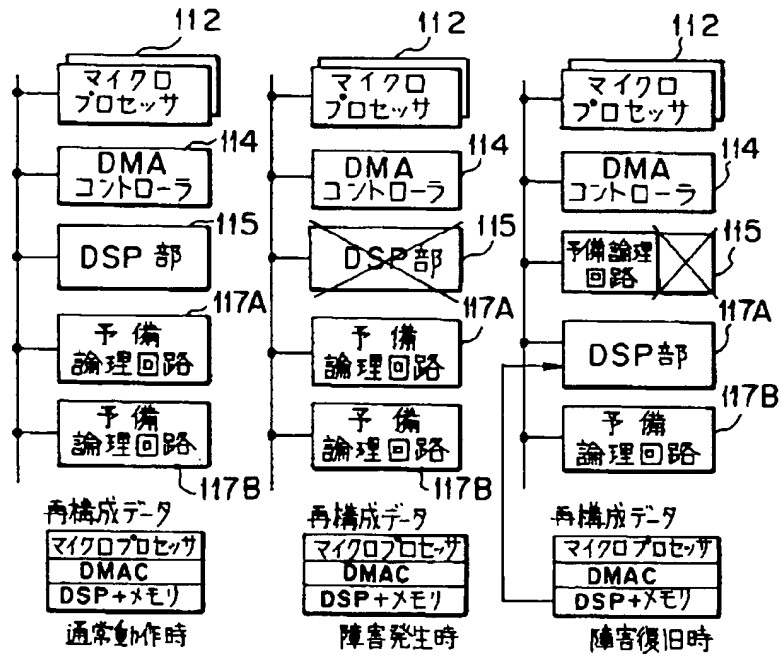 112
マイクロ
プロセッサ
114
DMA
コントローラ
115
DSP部
117A
予備
論理回路
予備
論理回路
117B
再構成データ
マイクロプロセッサ
DMAC
DSP+メモリ
通常動作時
112
マイクロ
プロセッサ
114
DMA
コントローラ
115
DSP部
117A
予備
論理回路
予備
論理回路
117B
再構成データ
マイクロプロセッサ
DMAC
DSP+メモリ
障害発生時
112
マイクロ
プロセッサ
114
DMA
コントローラ
115
予備論理
回路
117A
DSP部
117B
予備
論理回路
再構成データ
マイクロプロセッサ
DMAC
DSP+メモリ
障害復旧時